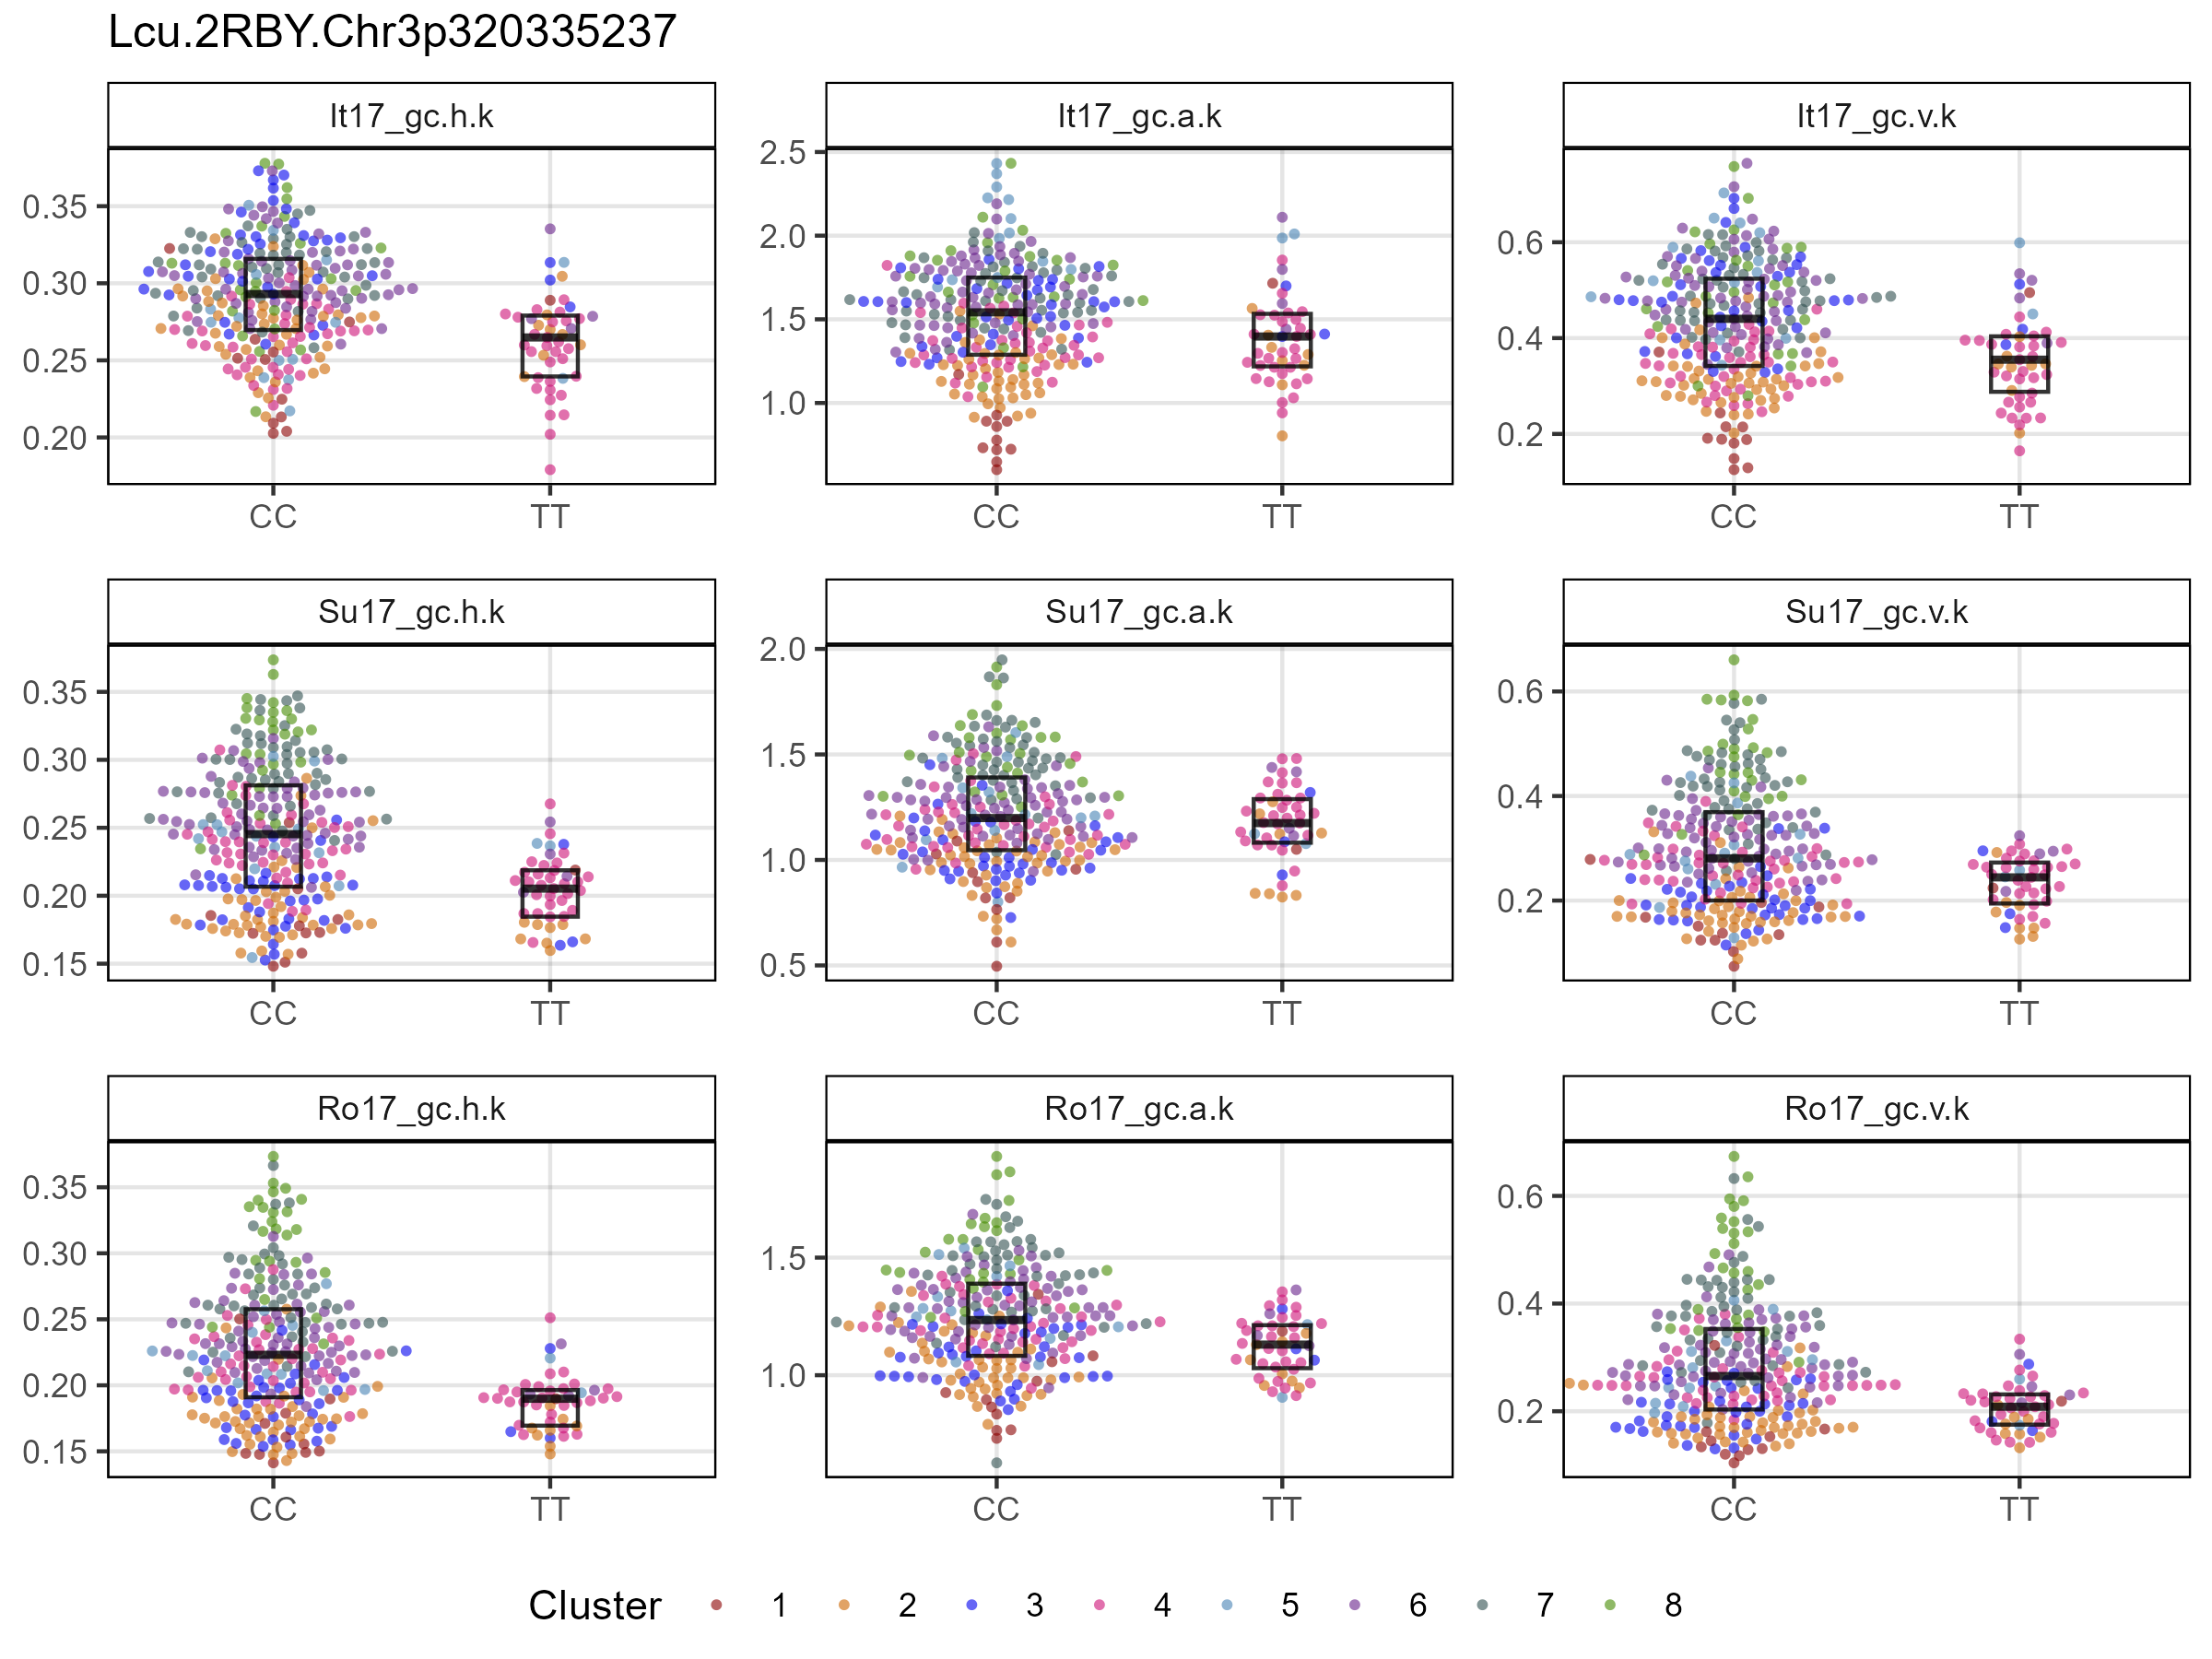 Lcu.2RBY.Chr3p320335237
It17_gc.h.k
It17_gc.a.k
It17_gc.v.k
0.35
0.30
0.25
0.20
2.5
2.0
1.5
1.0
0.6
0.4
0.2
CC TT
CC TT
CC TT
Su17_gc.h.k
Su17_gc.a.k
Su17_gc.v.k
0.35
0.30
0.25
0.20
0.15
2.0
1.5
1.0
0.5
0.6
0.4
0.2
CC TT
CC TT
CC TT
Ro17_gc.h.k
Ro17_gc.a.k
Ro17_gc.v.k
0.35
0.30
0.25
0.20
0.15
1.5
1.0
0.6
0.4
0.2
CC TT
CC TT
CC TT
Cluster 1 2 3 4 5 6 7 8